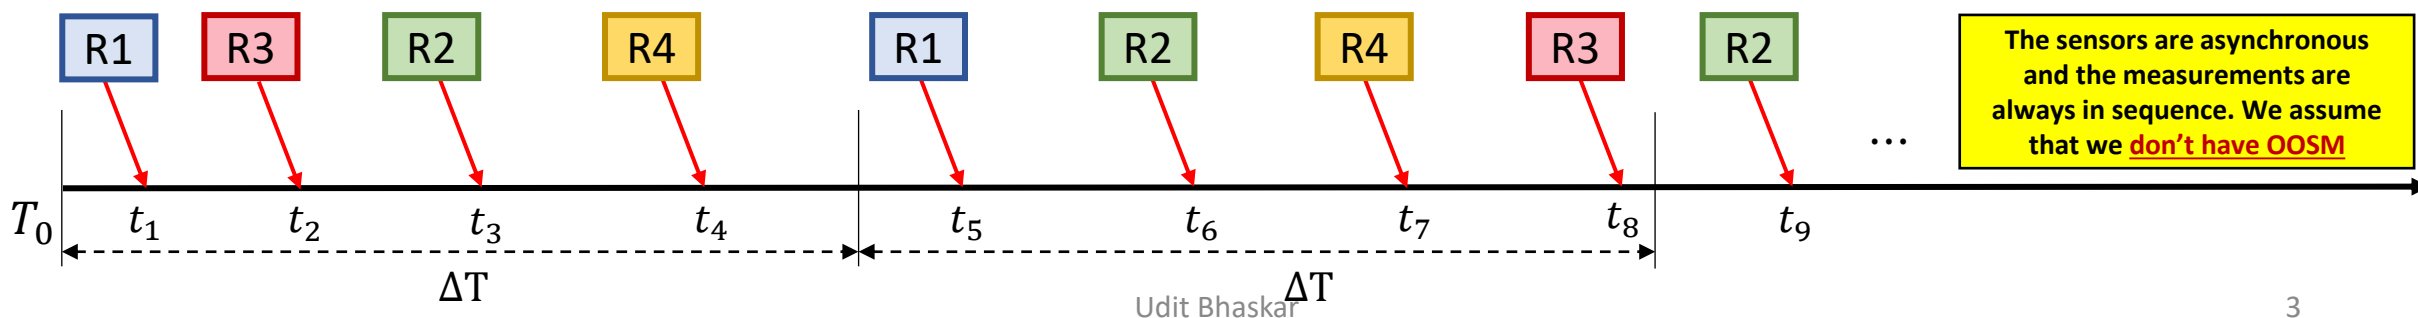 R1 R3 R2 R4 R1 R2 R4 R3 R2
The sensors are asynchronous
and the measurements are
always in sequence. We assume
that we don't have OOSM
...
T₀ t₁ t₂ t₃ t₄ t₅ t₆ t₇ t₈ t₉
ΔT ΔT
Udit Bhaskar 3